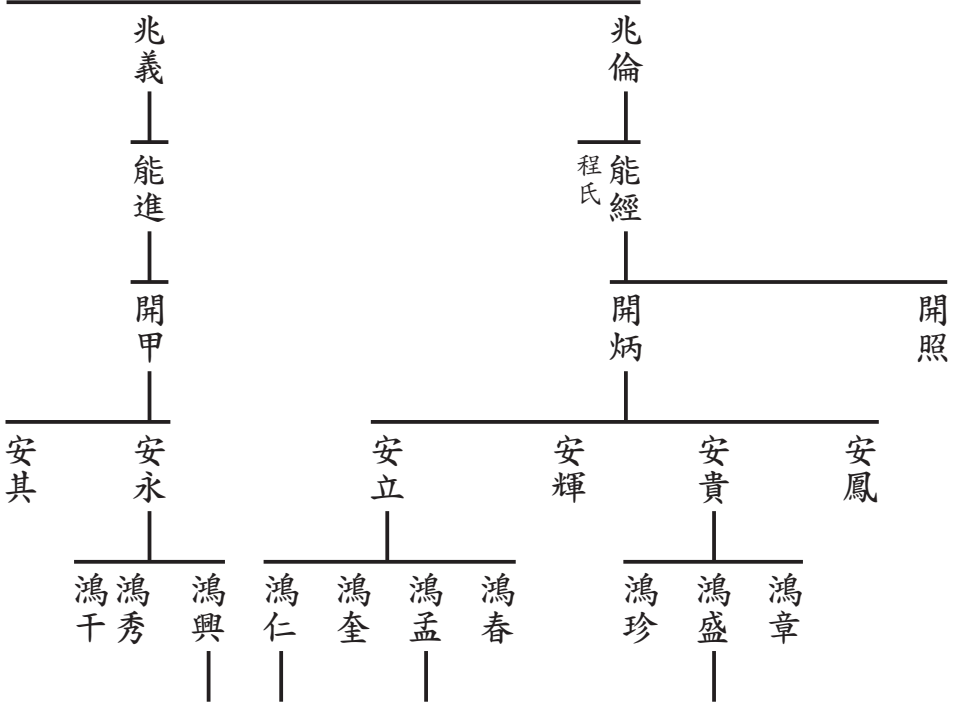 兆倫
兆義
能經
程氏
能進
開照
開炳
開甲
安鳳
安貴
安輝
安立
安永
安其
鴻章
鴻盛
鴻珍
鴻春
鴻孟
鴻奎
鴻仁
鴻興
鴻秀
鴻干